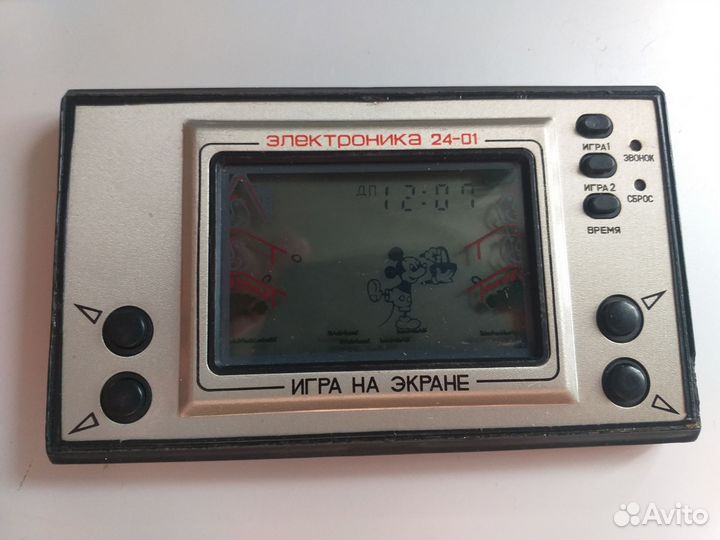 электроника 24-01
ДП 12:07
ИГРА 1
ЗВОНОК
ИГРА 2
СБРОС
ВРЕМЯ
ИГРА НА ЭКРАНЕ
Avito